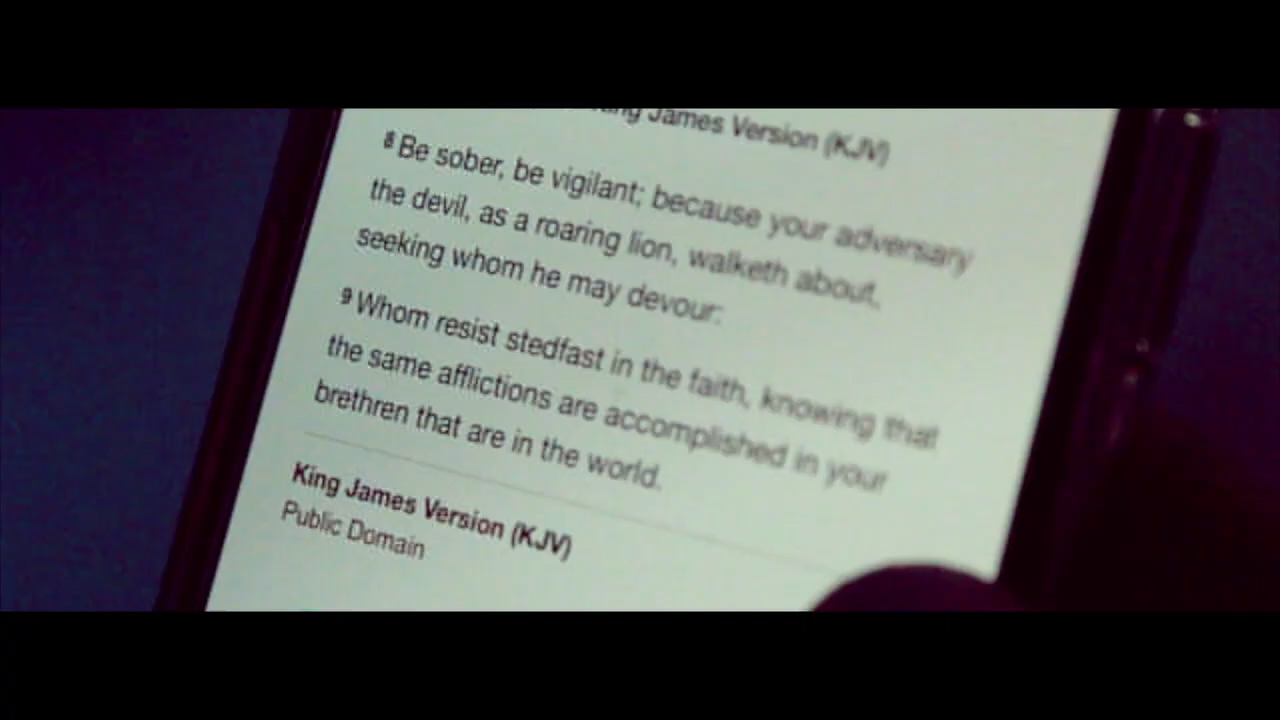 King James Version (KJV)
8 Be sober, be vigilant; because your adversary
the devil, as a roaring lion, walketh about,
seeking whom he may devour:
9 Whom resist stedfast in the faith, knowing that
the same afflictions are accomplished in your
brethren that are in the world.
King James Version (KJV)
Public Domain